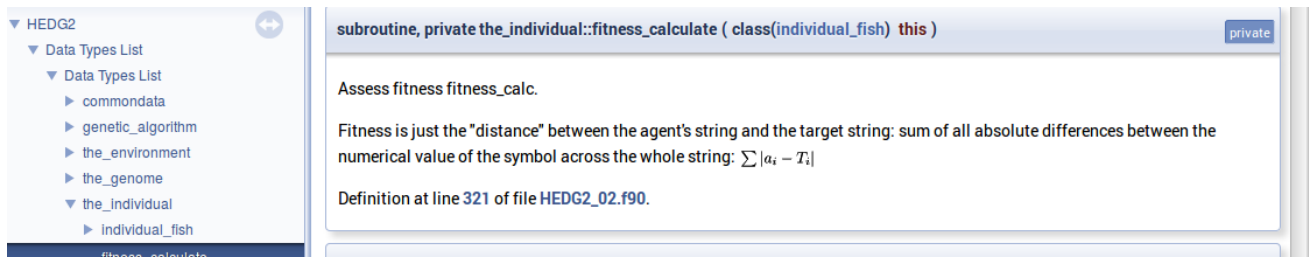 HEDG2
Data Types List
Data Types List
commondata
genetic_algorithm
the_environment
the_genome
the_individual
individual_fish
fitness_calculate
subroutine, private the_individual::fitness_calculate ( class(individual_fish) this )
private
Assess fitness fitness_calc.
Fitness is just the "distance" between the agent's string and the target string: sum of all absolute differences between the
numerical value of the symbol across the whole string: ∑ |a_i − T_i|
Definition at line 321 of file HEDG2_02.f90.